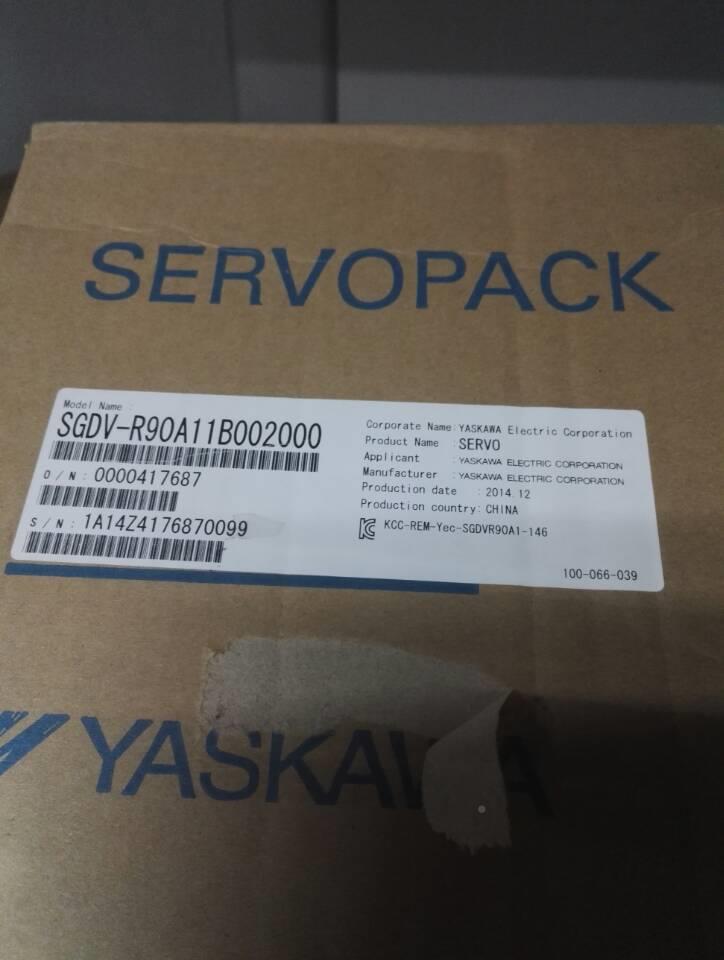 SERVOPACK
Model Name :
SGDV-R90A11B002000
O/N: 0000417687
S/N: 1A14Z4176870099
Corporate Name: YASKAWA Electric Corporation
Product Name : SERVO
Applicant : YASKAWA ELECTRIC CORPORATION
Manufacturer : YASKAWA ELECTRIC CORPORATION
Production date : 2014.12
Production country: CHINA
KCC-REM-Yec-SGDVR90A1-146
100-066-039
YASKAWA